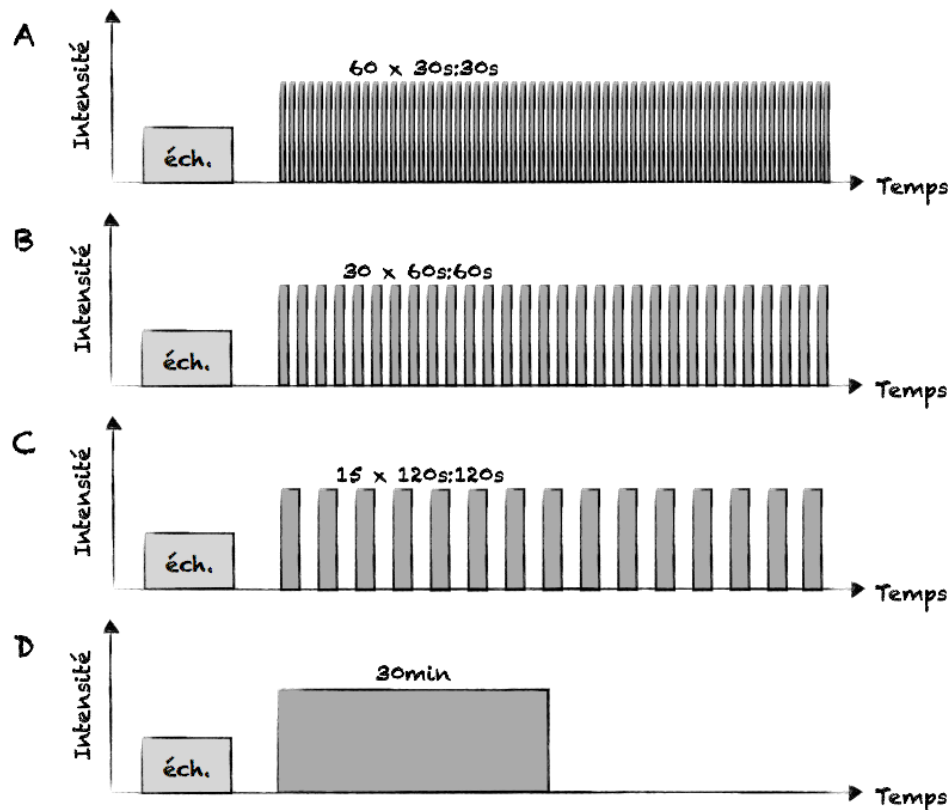 A
Intensité
60 x 30s:30s
éch.
Temps
B
Intensité
30 x 60s:60s
éch.
Temps
C
Intensité
15 x 120s:120s
éch.
Temps
D
Intensité
30min
éch.
Temps